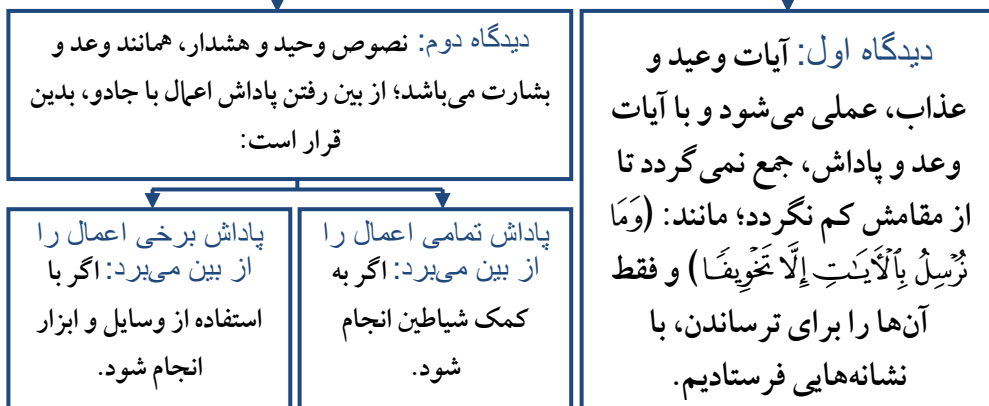 دیدگاه اول: آیات وعید و
عذاب، عملی می‌شود و با آیات
وعد و پاداش، جمع نمی‌گردد تا
از مقامش کم نگردد؛ مانند: (وَمَا
نُرۡسِلُ بِٱلۡأٓيَٰتِ إِلَّا تَخۡوِيفٗا) و فقط
آن‌ها را برای ترساندن، با
نشانه‌هایی فرستادیم.
دیدگاه دوم: نصوص وحید و هشدار، همانند وعد و
بشارت می‌باشد؛ از بین رفتن پاداش اعمال با جادو، بدین
قرار است:
پاداش تمامی اعمال را
از بین می‌برد: اگر به
کمک شیاطین انجام
شود.
پاداش برخی اعمال را
از بین می‌برد: اگر با
استفاده از وسایل و ابزار
انجام شود.